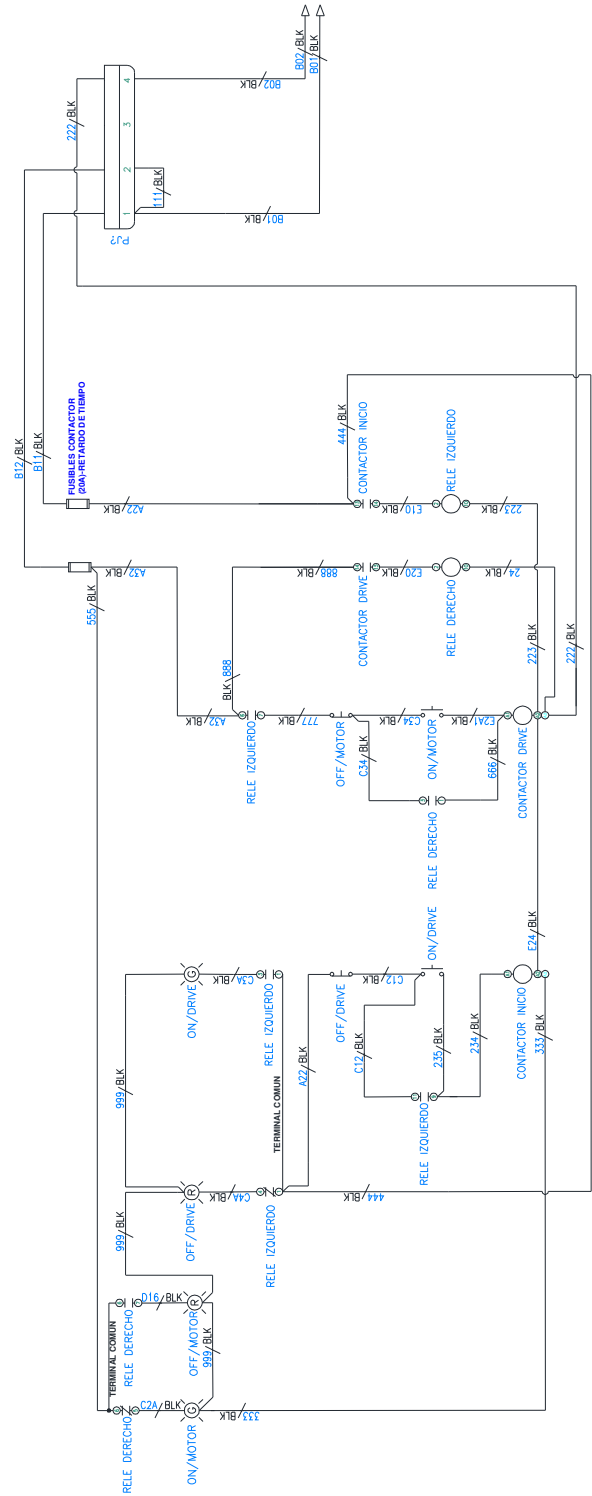 B02/BLK
B01/BLK
B02/BLK
222/BLK
4
3
2
1
111/BLK
B01/BLK
PJ?
B12/BLK
B11/BLK
FUSIBLES CONTACTOR
(20A)-RETARDO DE TIEMPO
A22/BLK
444/BLK
CONTACTOR INICIO
E10/BLK
RELE IZQUIERDO
223/BLK
A32/BLK
555/BLK
888/BLK
CONTACTOR DRIVE
E20/BLK
RELE DERECHO
24/BLK
BLK/888
A32/BLK
RELE IZQUIERDO
777/BLK
OFF/MOTOR
C34/BLK
C34/BLK
ON/MOTOR
E2A/BLK
666/BLK
CONTACTOR DRIVE
223/BLK
222/BLK
RELE DERECHO
E24/BLK
G
ON/DRIVE
C3A/BLK
RELE IZQUIERDO
999/BLK
TERMINAL COMUN
A22/BLK
OFF/DRIVE
C12/BLK
C12/BLK
ON/DRIVE
235/BLK
234/BLK
CONTACTOR INICIO
333/BLK
RELE IZQUIERDO
R
OFF/DRIVE
C4A/BLK
RELE IZQUIERDO
444/BLK
999/BLK
TERMINAL COMUN
RELE DERECHO
D16/BLK
R
OFF/MOTOR
999/BLK
RELE DERECHO
C2A/BLK
G
ON/MOTOR
333/BLK